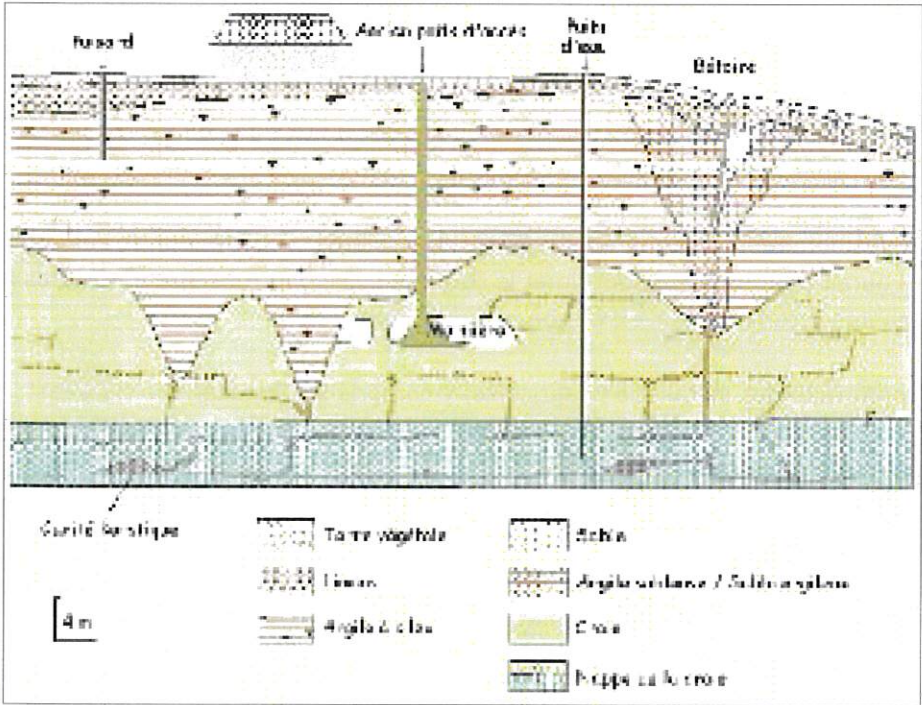 Puisard
Ancien puits d'accès
Puits
d'eau
Bétoire
Marnière
Cavité karstique
Terre végétale
Limons
Argile à silex
Sable
Argile sableuse / Sable argileux
Craie
Nappe de la craie
4 m